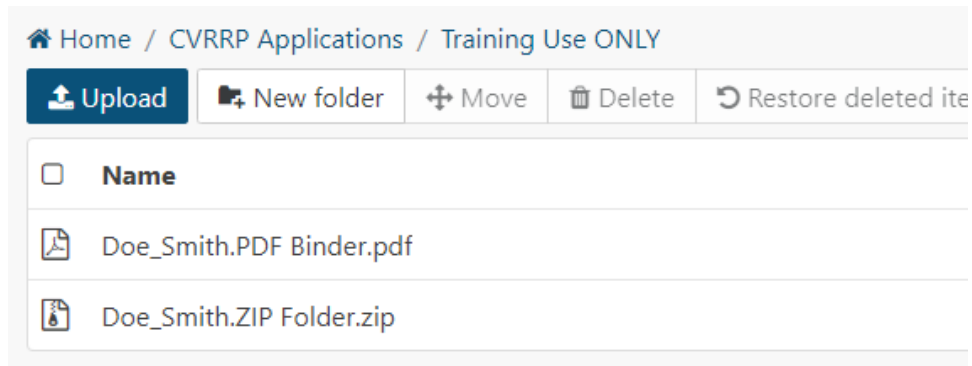 Home / CVRRP Applications / Training Use ONLY
Upload New folder Move Delete Restore deleted ite
Name
Doe_Smith.PDF Binder.pdf
Doe_Smith.ZIP Folder.zip